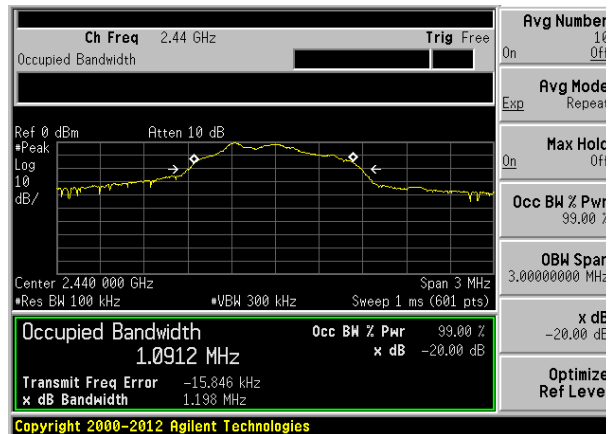 Ch Freq 2.44 GHz Trig Free
Occupied Bandwidth
Ref 0 dBm Atten 10 dB
#Peak
Log
10
dB/
Center 2.440 000 GHz Span 3 MHz
#Res BW 100 kHz #VBW 300 kHz Sweep 1 ms (601 pts)
Occupied Bandwidth Occ BW % Pwr 99.00 %
1.0912 MHz x dB -20.00 dB
Transmit Freq Error -15.846 kHz
x dB Bandwidth 1.198 MHz
Copyright 2000-2012 Agilent Technologies
Avg Number
10
On Off
Avg Mode
Exp Repeat
Max Hold
On Off
Occ BW % Pwr
99.00 %
OBW Span
3.00000000 MHz
x dB
-20.00 dB
Optimize
Ref Level